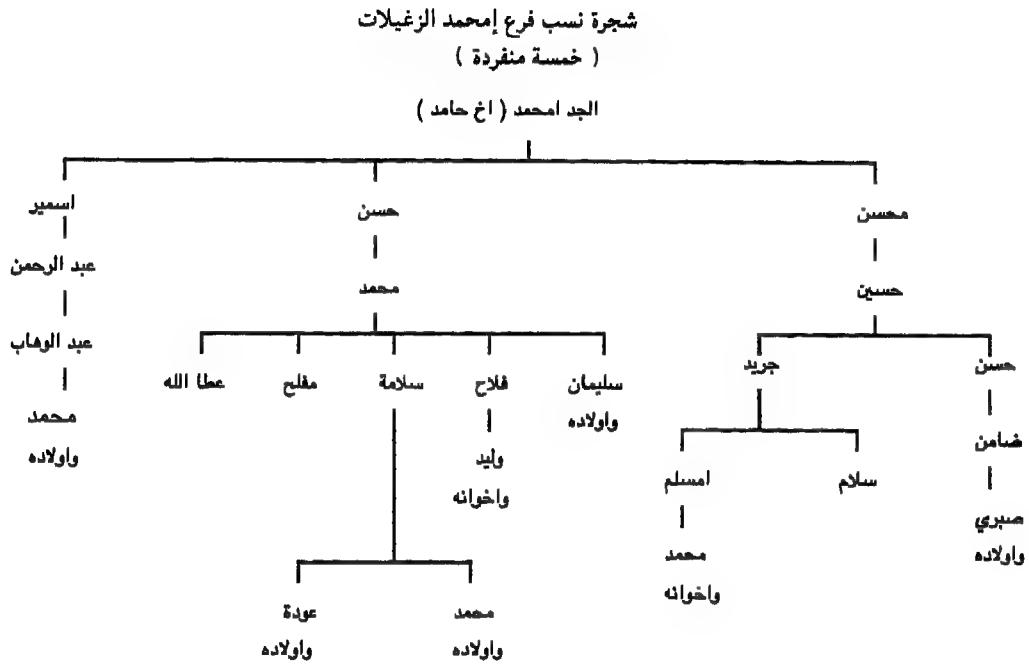 شجرة نسب فرع إمحمد الزغيلات
( خمسة منفردة )
الجد امحمد ( اخ حامد )
محسن
حسن
اسمير
حسين
محمد
عبد الرحمن
حسن
جريد
سليمان
واولاده
فلاح
سلامة
مفلح
عطا الله
عبد الوهاب
ضامن
سلام
امسلم
وليد
واخوانه
محمد
واولاده
صبري
واولاده
محمد
واخوانه
محمد
واولاده
عودة
واولاده